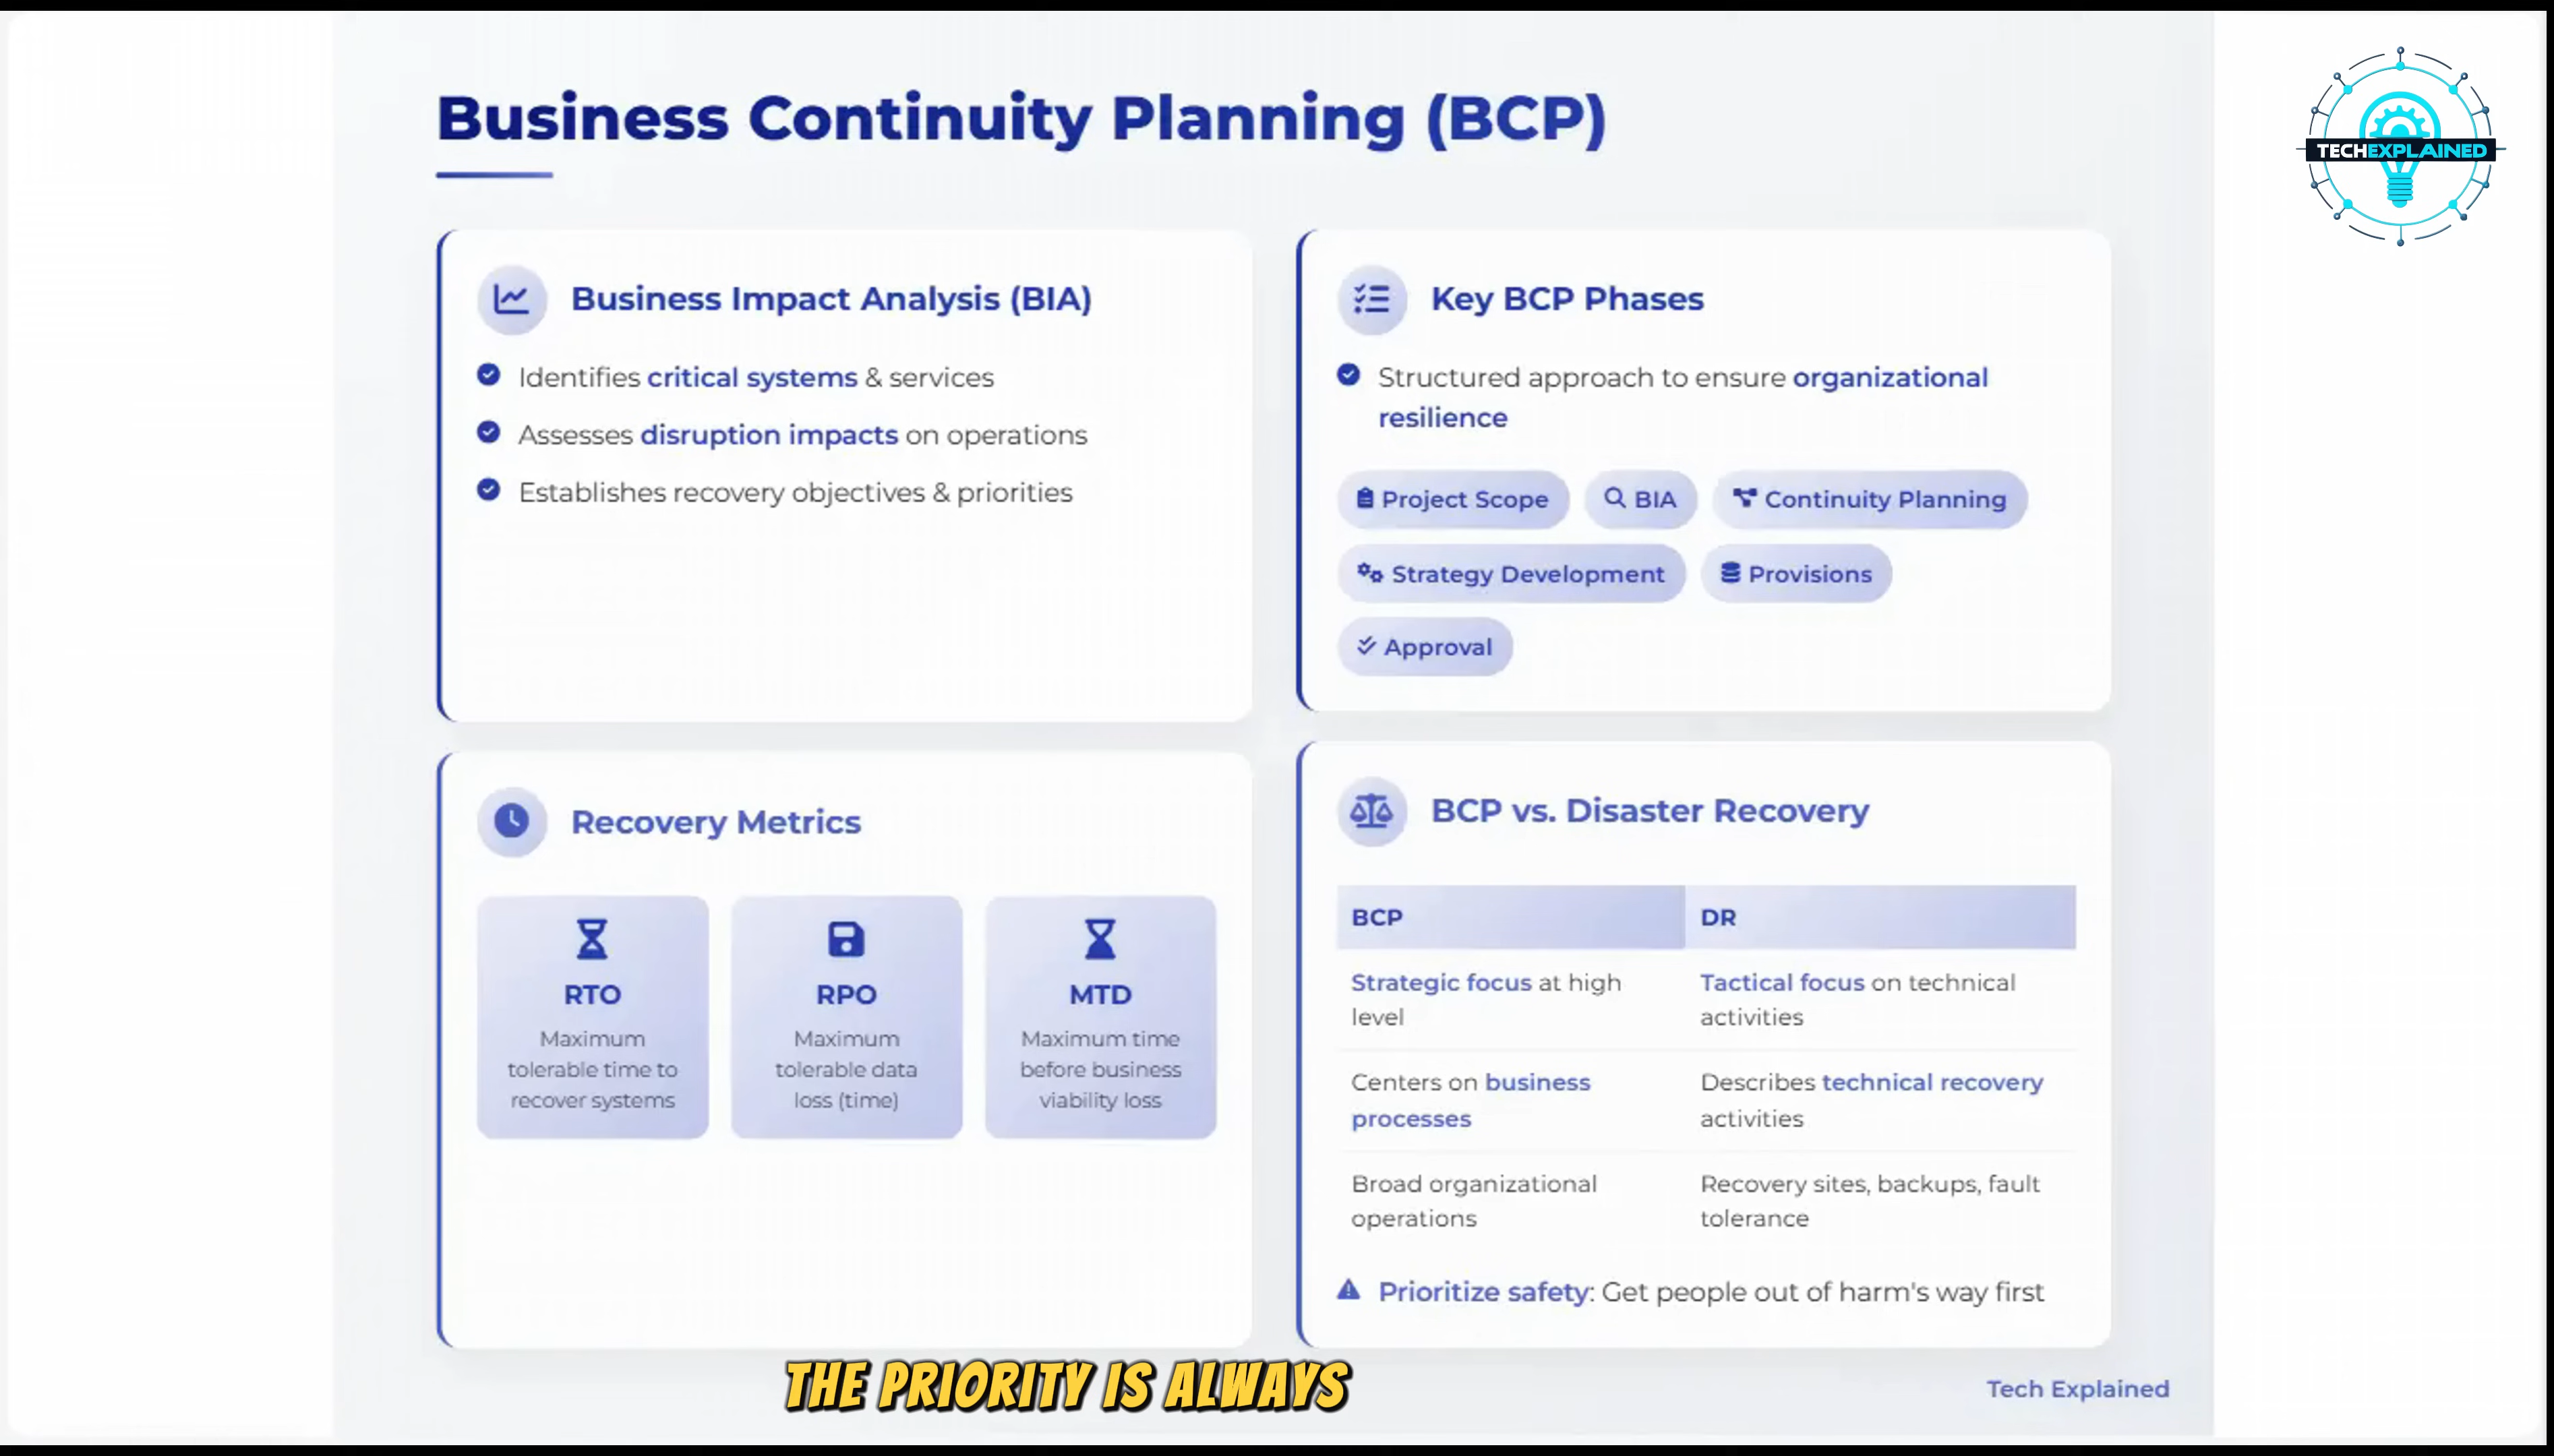 Business Continuity Planning (BCP)
TECHEXPLAINED
Business Impact Analysis (BIA)
Identifies critical systems & services
Assesses disruption impacts on operations
Establishes recovery objectives & priorities
Key BCP Phases
Structured approach to ensure organizational
resilience
Project Scope
BIA
Continuity Planning
Strategy Development
Provisions
Approval
Recovery Metrics
RTO
Maximum
tolerable time to
recover systems
RPO
Maximum
tolerable data
loss (time)
MTD
Maximum time
before business
viability loss
BCP vs. Disaster Recovery
BCP
DR
Strategic focus at high
level
Tactical focus on technical
activities
Centers on business
processes
Describes technical recovery
activities
Broad organizational
operations
Recovery sites, backups, fault
tolerance
Prioritize safety: Get people out of harm's way first
THE PRIORITY IS ALWAYS
Tech Explained